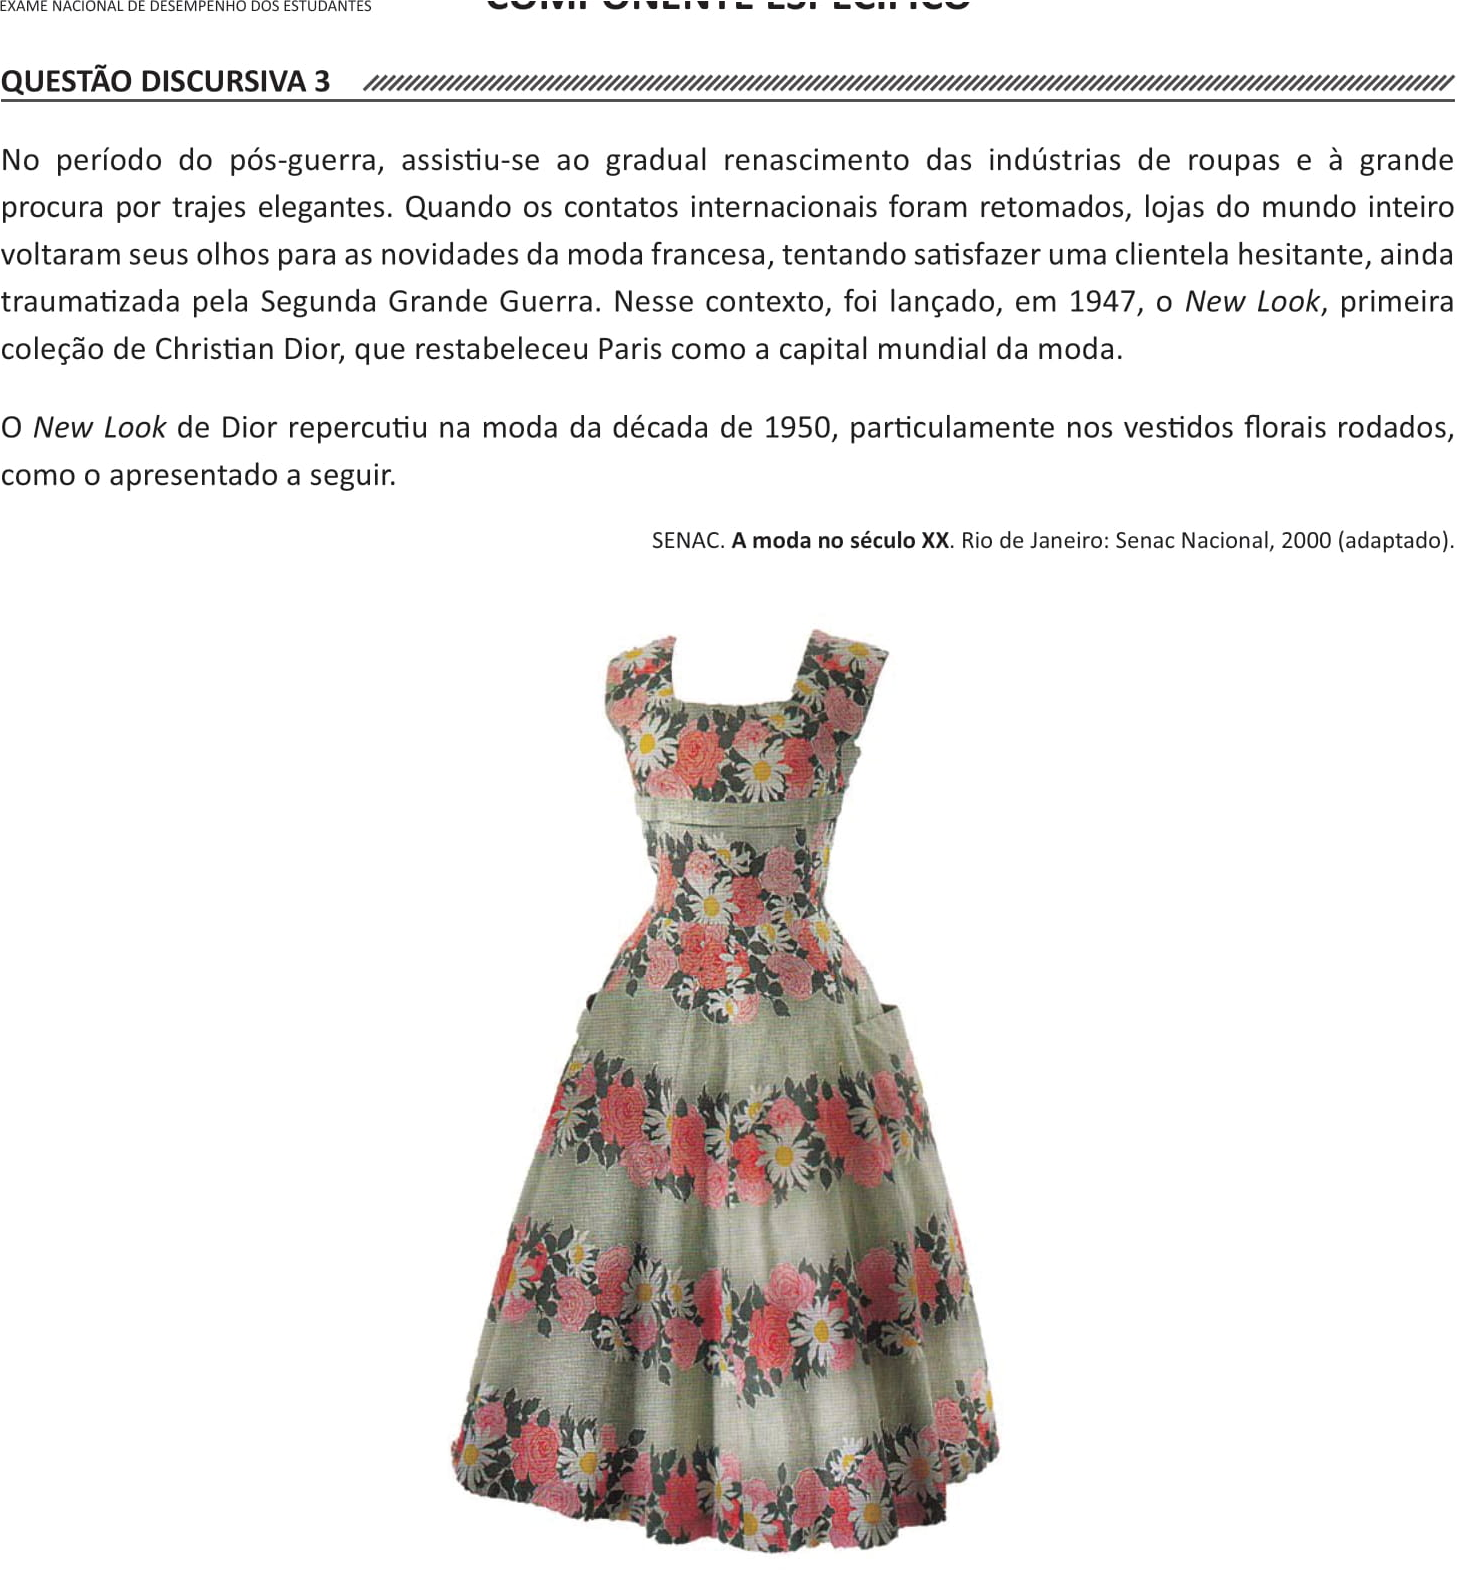 EXAME NACIONAL DE DESEMPENHO DOS ESTUDANTES
COMPONENTE ESPECÍFICO
QUESTÃO DISCURSIVA 3
No período do pós-guerra, assistiu-se ao gradual renascimento das indústrias de roupas e à grande
procura por trajes elegantes. Quando os contatos internacionais foram retomados, lojas do mundo inteiro
voltaram seus olhos para as novidades da moda francesa, tentando satisfazer uma clientela hesitante, ainda
traumatizada pela Segunda Grande Guerra. Nesse contexto, foi lançado, em 1947, o New Look, primeira
coleção de Christian Dior, que restabeleceu Paris como a capital mundial da moda.
O New Look de Dior repercutiu na moda da década de 1950, particulamente nos vestidos florais rodados,
como o apresentado a seguir.
SENAC. A moda no século XX. Rio de Janeiro: Senac Nacional, 2000 (adaptado).